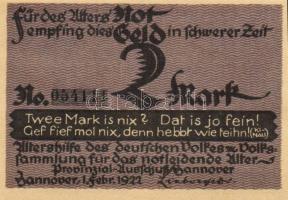 Für des Alters Not
empfing dies Geld in schwerer Zeit
2
No. Mark
Twee Mark is nix? Dat is jo fein!
Gef fief mol nix, denn hebbt wie teihn!
Altershilfe des deutschen Volkes * Volks-
sammlung für das notleidende Alter
Provinzial-Ausschuß Hannover
Hannover, 1. Febr. 1922